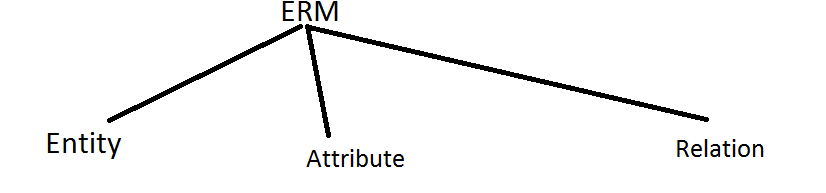 ERM
Entity
Attribute
Relation